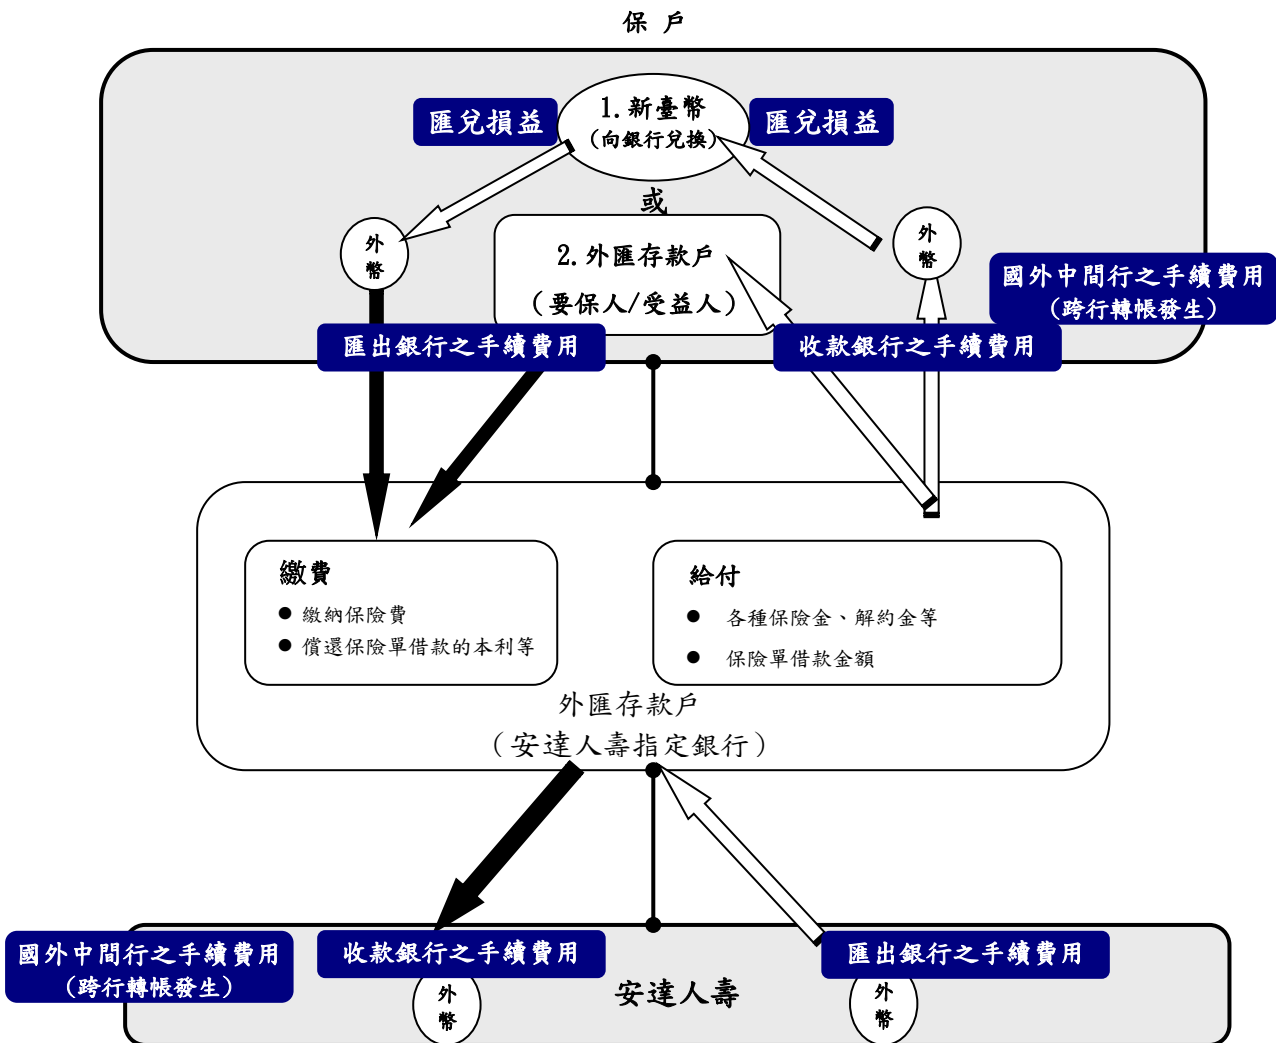 保 戶
匯兌損益
1. 新臺幣
(向銀行兌換)
匯兌損益
或
外
幣
2. 外匯存款戶
(要保人/受益人)
外
幣
國外中間行之手續費用
(跨行轉帳發生)
匯出銀行之手續費用
收款銀行之手續費用
繳費
● 繳納保險費
● 償還保險單借款的本利等
給付
● 各種保險金、解約金等
● 保險單借款金額
外匯存款戶
(安達人壽指定銀行)
國外中間行之手續費用
(跨行轉帳發生)
收款銀行之手續費用
匯出銀行之手續費用
外
幣
安達人壽
外
幣